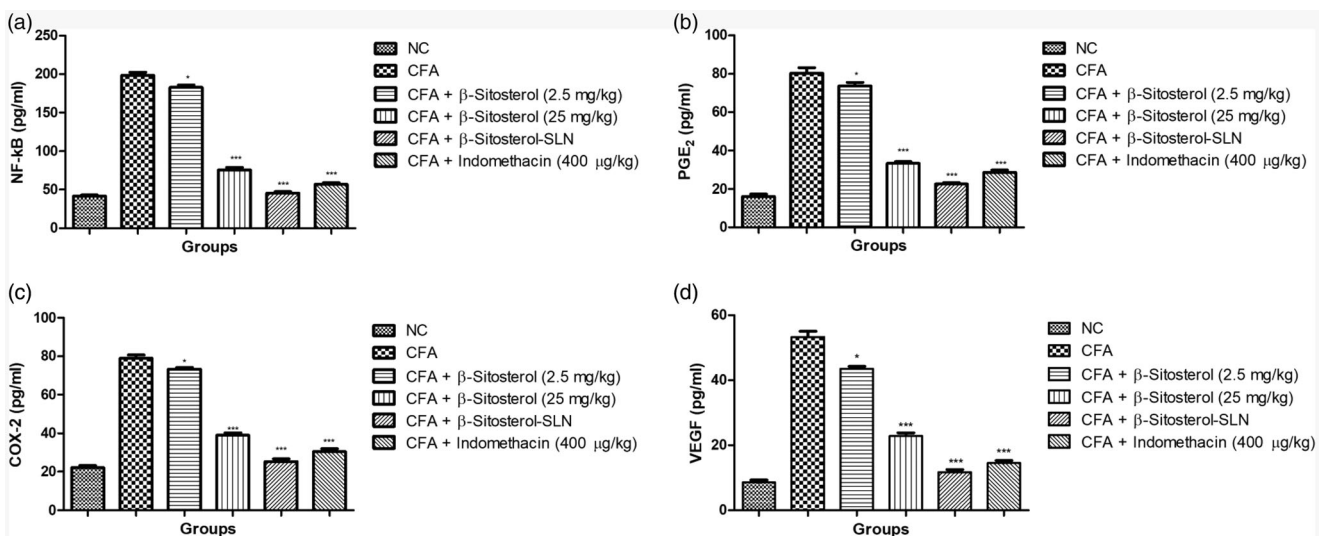 (a)
250
200
150
100
50
0
NF-kB (pg/ml)
*
***
***
***
Groups
NC
CFA
CFA + β-Sitosterol (2.5 mg/kg)
CFA + β-Sitosterol (25 mg/kg)
CFA + β-Sitosterol-SLN
CFA + Indomethacin (400 μg/kg)
(b)
100
80
60
40
20
0
PGE₂ (pg/ml)
*
***
***
***
Groups
NC
CFA
CFA + β-Sitosterol (2.5 mg/kg)
CFA + β-Sitosterol (25 mg/kg)
CFA + β-Sitosterol-SLN
CFA + Indomethacin (400 μg/kg)
(c)
100
80
60
40
20
0
COX-2 (pg/ml)
*
***
***
***
Groups
NC
CFA
CFA + β-Sitosterol (2.5 mg/kg)
CFA + β-Sitosterol (25 mg/kg)
CFA + β-Sitosterol-SLN
CFA + Indomethacin (400 μg/kg)
(d)
60
40
20
0
VEGF (pg/ml)
*
***
***
***
Groups
NC
CFA
CFA + β-Sitosterol (2.5 mg/kg)
CFA + β-Sitosterol (25 mg/kg)
CFA + β-Sitosterol-SLN
CFA + Indomethacin (400 μg/kg)